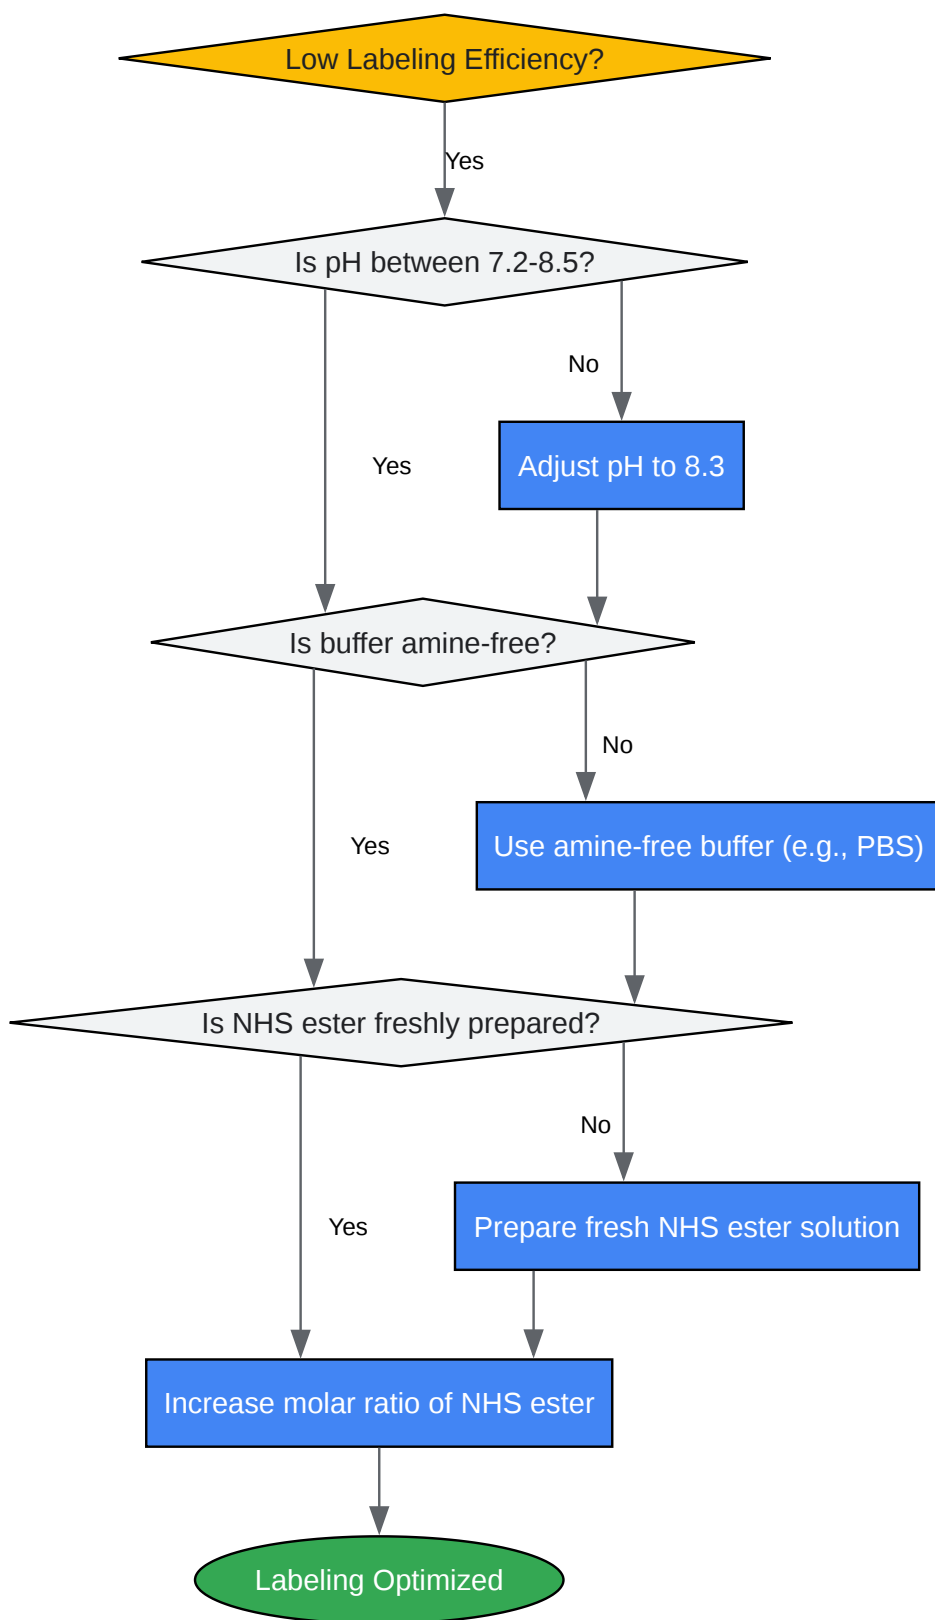 Low Labeling Efficiency?
Yes
Is pH between 7.2-8.5?
No
Yes
Adjust pH to 8.3
Is buffer amine-free?
No
Yes
Use amine-free buffer (e.g., PBS)
Is NHS ester freshly prepared?
No
Yes
Prepare fresh NHS ester solution
Increase molar ratio of NHS ester
Labeling Optimized